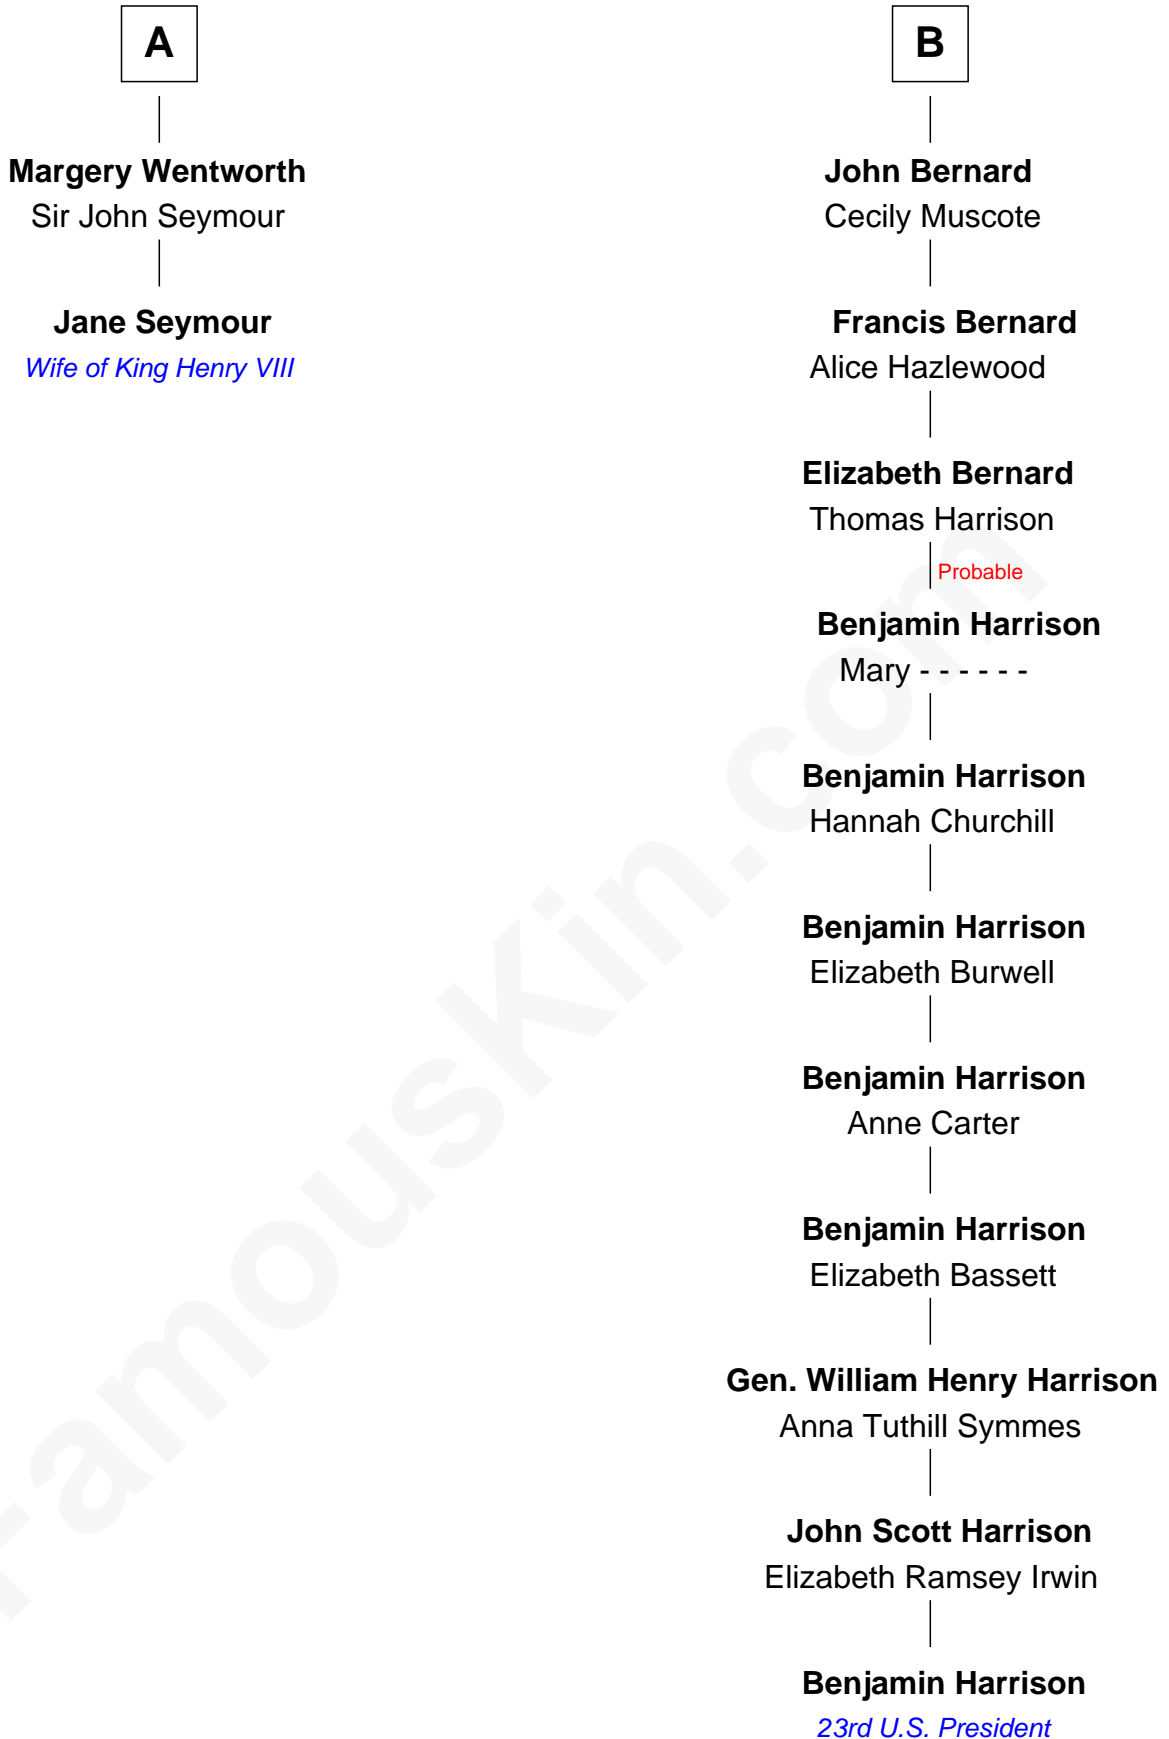 A
Margery Wentworth
Sir John Seymour
Jane Seymour
Wife of King Henry VIII
B
John Bernard
Cecily Muscote
Francis Bernard
Alice Hazlewood
Elizabeth Bernard
Thomas Harrison
Probable
Benjamin Harrison
Mary - - - - - -
Benjamin Harrison
Hannah Churchill
Benjamin Harrison
Elizabeth Burwell
Benjamin Harrison
Anne Carter
Benjamin Harrison
Elizabeth Bassett
Gen. William Henry Harrison
Anna Tuthill Symmes
John Scott Harrison
Elizabeth Ramsey Irwin
Benjamin Harrison
23rd U.S. President
FamousKin.com